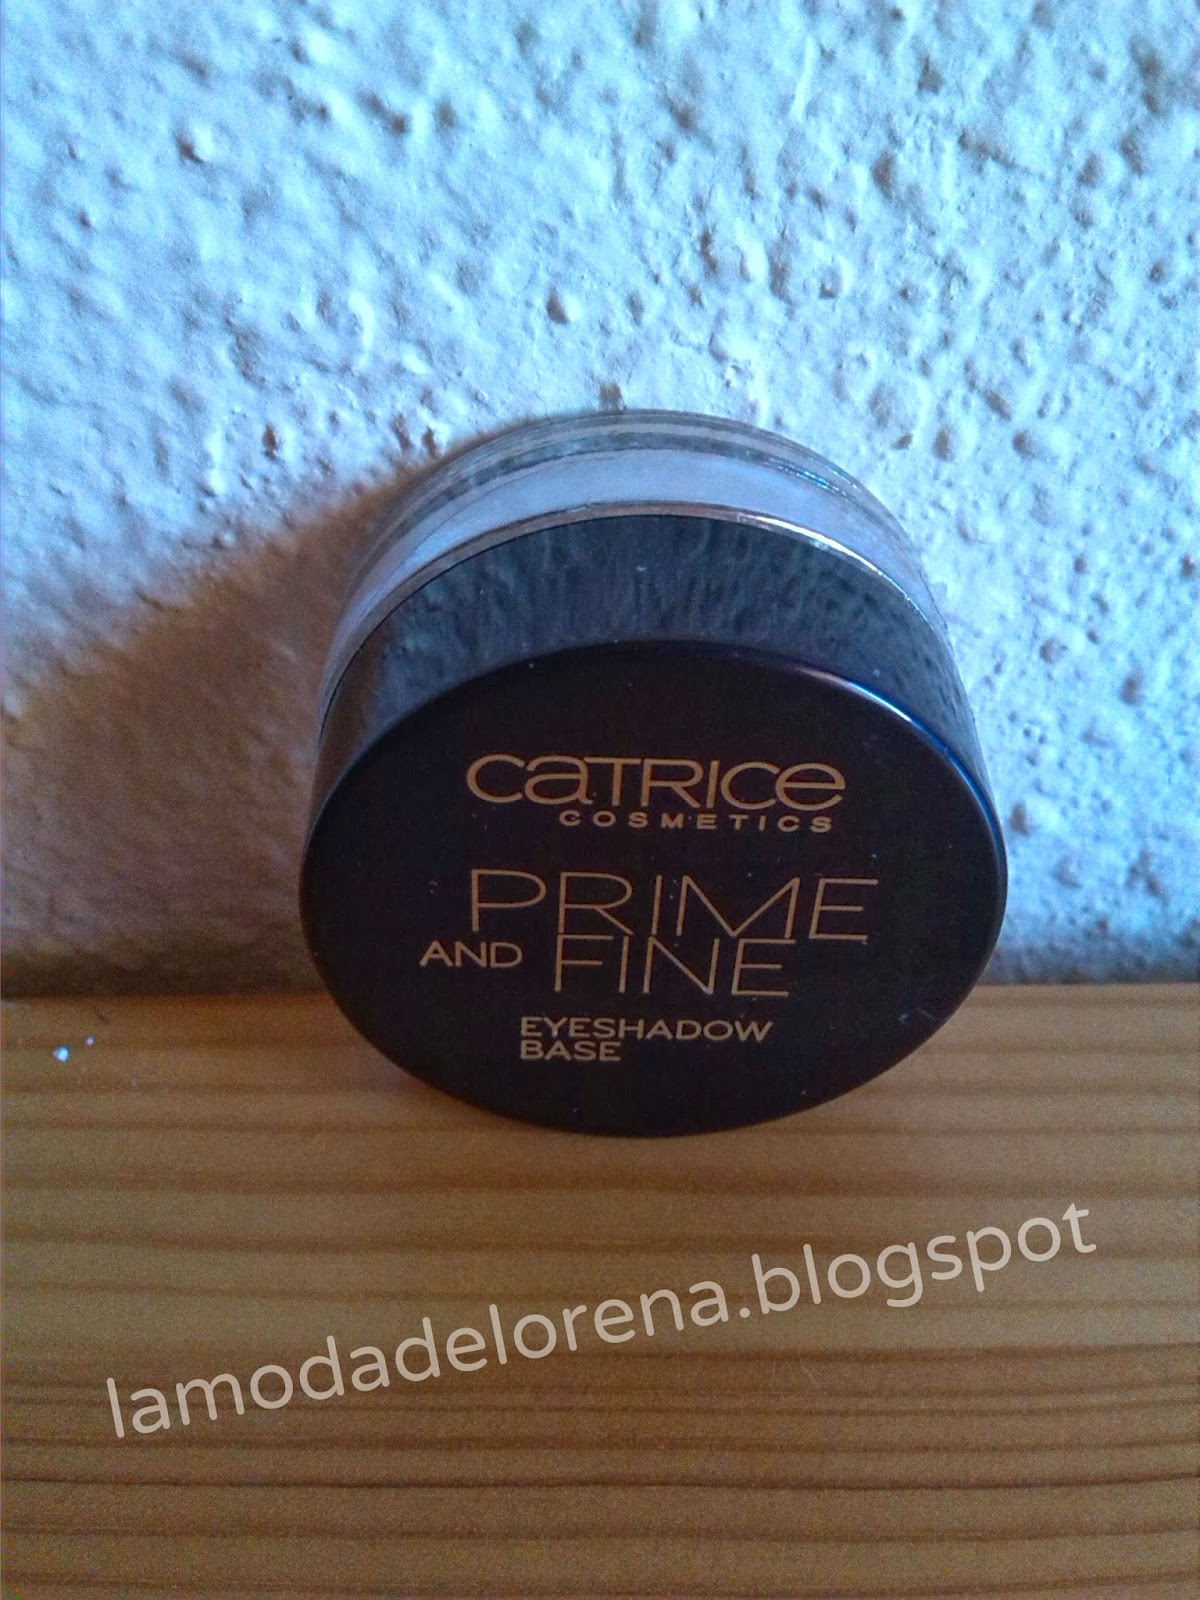 CATRICE
COSMETICS
PRIME
AND FINE
EYESHADOW
BASE
lamodadelorena.blogspot